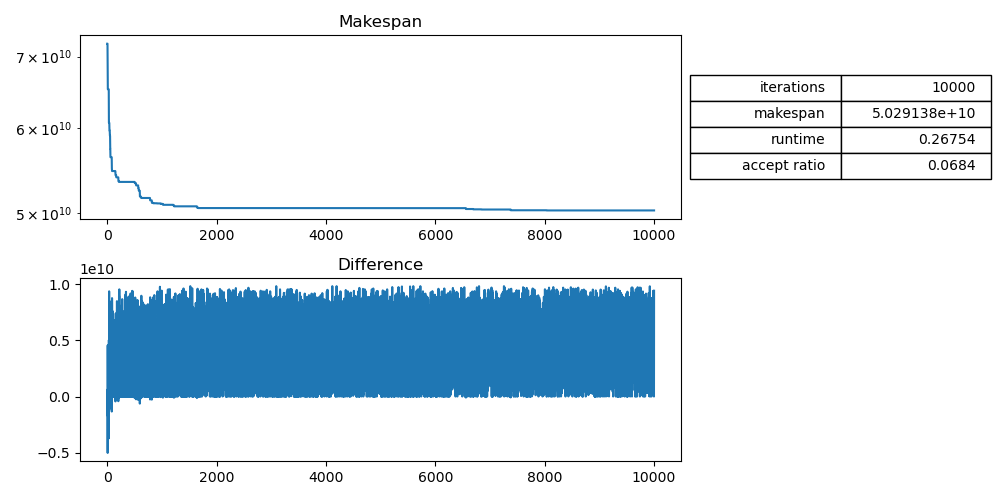 Makespan
7 × 10^10
6 × 10^10
5 × 10^10
0 2000 4000 6000 8000 10000
iterations 10000
makespan 5.029138e+10
runtime 0.26754
accept ratio 0.0684
Difference
1e10
1.0
0.5
0.0
−0.5
0 2000 4000 6000 8000 10000